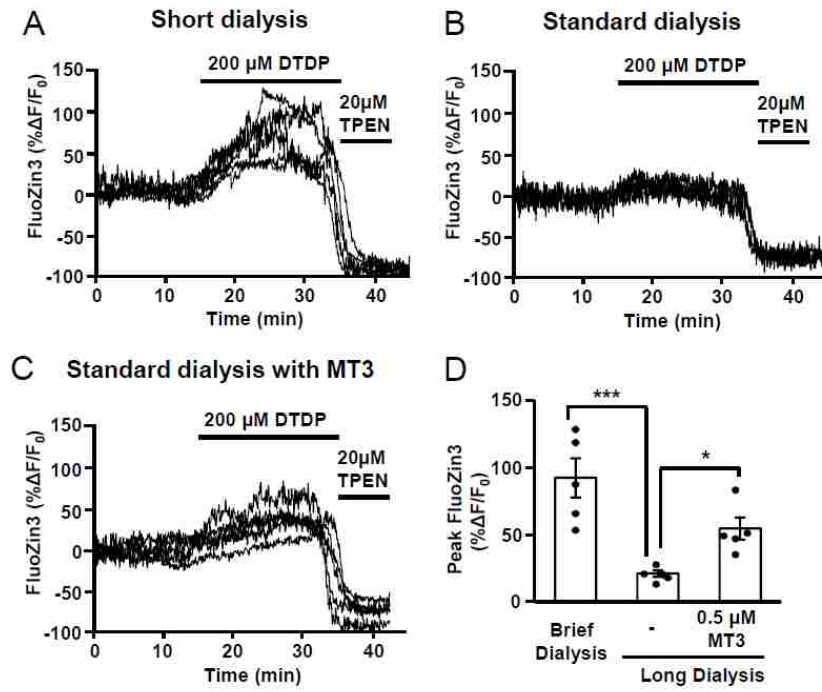 A
Short dialysis
200 µM DTDP
20µM
TPEN
FluoZin3 (%ΔF/F₀)
150
100
50
0
-50
-100
0
10
20
30
40
Time (min)
B
Standard dialysis
200 µM DTDP
20µM
TPEN
FluoZin3 (%ΔF/F₀)
150
100
50
0
-50
-100
0
10
20
30
40
Time (min)
C
Standard dialysis with MT3
200 µM DTDP
20µM
TPEN
FluoZin3 (%ΔF/F₀)
150
100
50
0
-50
-100
0
10
20
30
40
Time (min)
D
Peak FluoZin3
(%ΔF/F₀)
150
100
50
0
***
*
Brief
Dialysis
-
0.5 µM
MT3
Long Dialysis